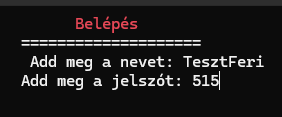 Belépés
====================
Add meg a nevet: TesztFeri
Add meg a jelszót: 515